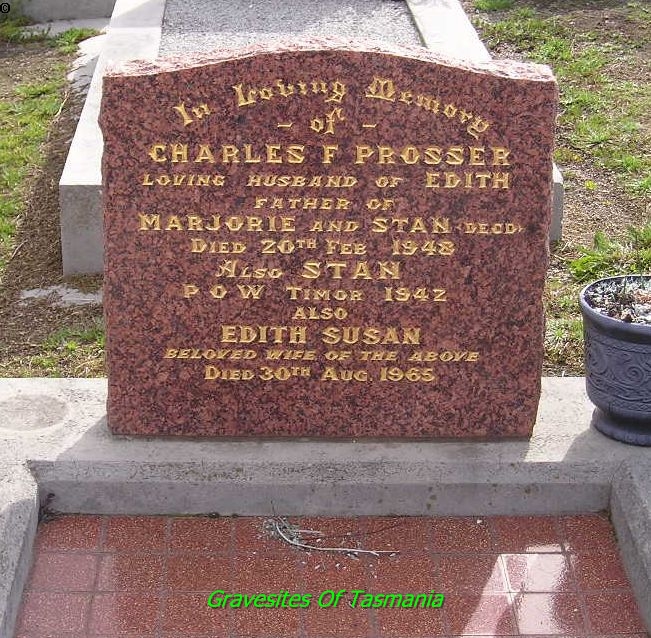 ©
In Loving Memory
- of -
CHARLES F PROSSER
LOVING HUSBAND OF EDITH
FATHER OF
MARJORIE AND STAN (DECD)
DIED 20TH FEB 1948
ALSO STAN
P O W TIMOR 1942
ALSO
EDITH SUSAN
BELOVED WIFE OF THE ABOVE
DIED 30TH AUG. 1965
Gravesites Of Tasmania